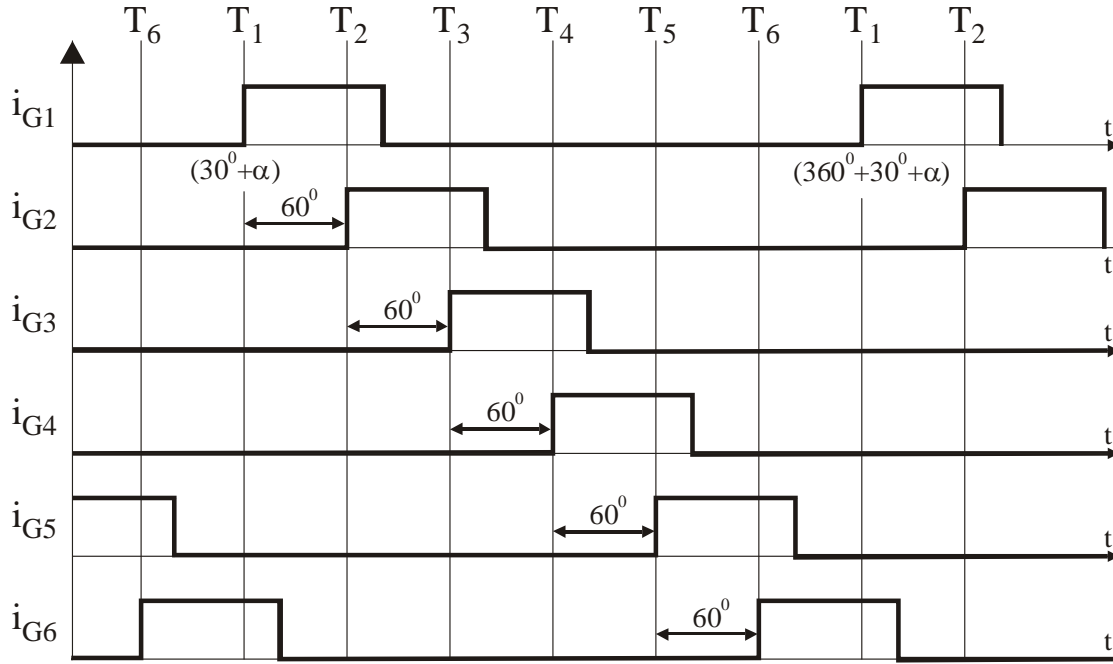 T6 T1 T2 T3 T4 T5 T6 T1 T2
iG1 t
(30⁰+α) (360⁰+30⁰+α)
iG2 60⁰ t
iG3 60⁰ t
iG4 60⁰ t
iG5 60⁰ t
iG6 60⁰ t